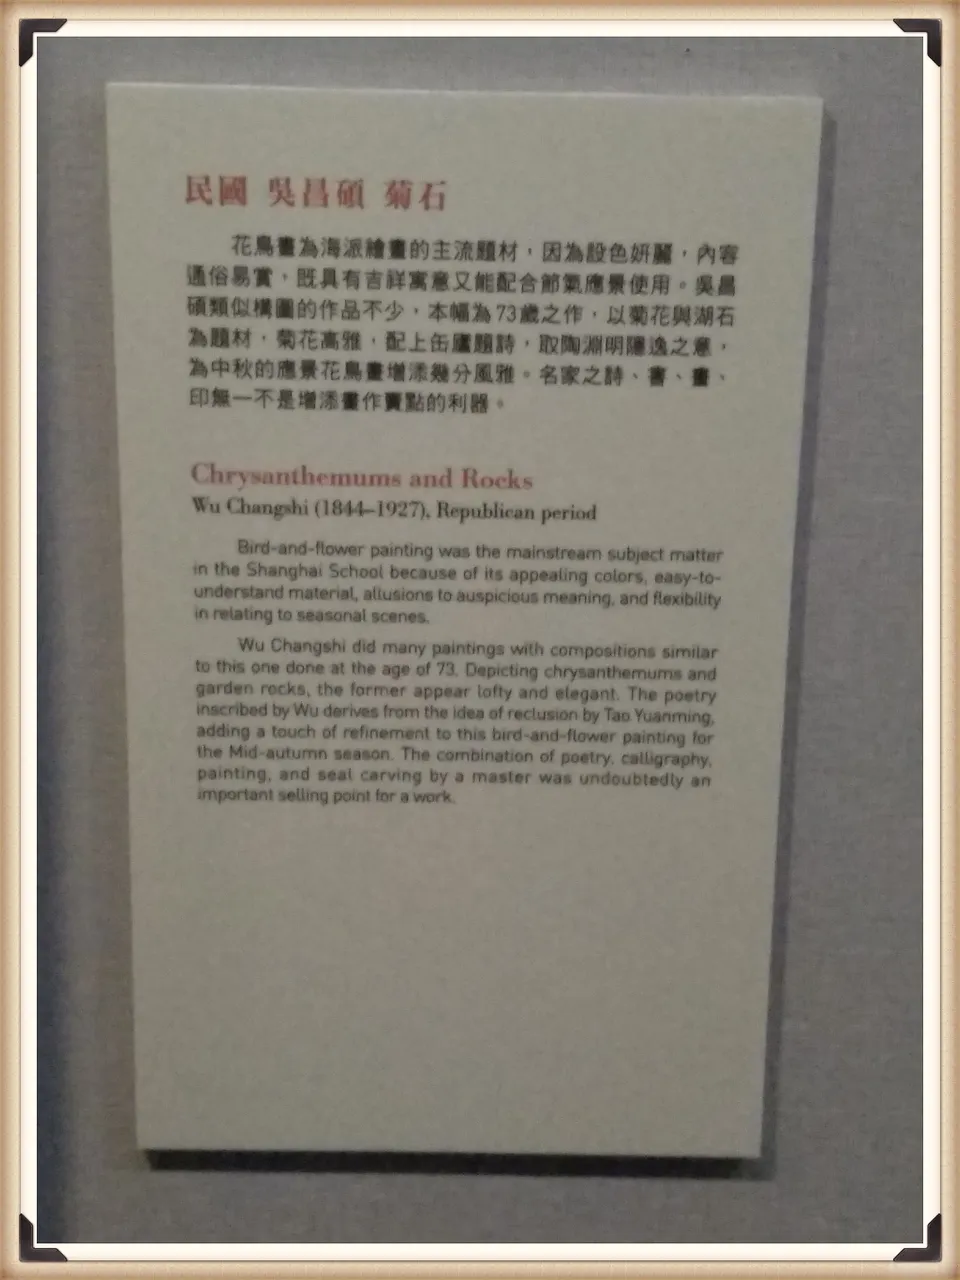 民國 吳昌碩 菊石
花鳥畫為海派繪畫的主流題材，因為設色妍麗，內容
通俗易賞，既具有吉祥寓意又能配合節氣應景使用。吳昌
碩類似構圖的作品不少，本幅為73歲之作，以菊花與湖石
為題材，菊花高雅，配上缶廬題詩，取陶淵明隱逸之意，
為中秋的應景花鳥畫增添幾分風雅。名家之詩、書、畫、
印無一不是增添畫作賣點的利器。
Chrysanthemums and Rocks
Wu Changshi (1844–1927), Republican period
Bird-and-flower painting was the mainstream subject matter
in the Shanghai School because of its appealing colors, easy-to-
understand material, allusions to auspicious meaning, and flexibility
in relating to seasonal scenes.
Wu Changshi did many paintings with compositions similar
to this one done at the age of 73. Depicting chrysanthemums and
garden rocks, the former appear lofty and elegant. The poetry
inscribed by Wu derives from the idea of reclusion by Tao Yuanming,
adding a touch of refinement to this bird-and-flower painting for
the Mid-autumn season. The combination of poetry, calligraphy,
painting, and seal carving by a master was undoubtedly an
important selling point for a work.